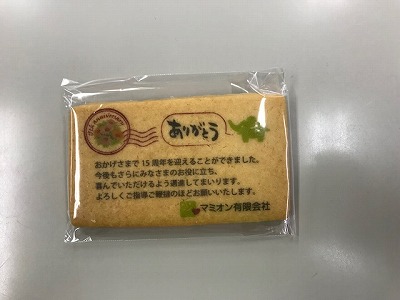 15th Anniversary
ありがとう
おかげさまで15周年を迎えることができました。
今後もさらにみなさまのお役に立ち、
喜んでいただけるよう邁進してまいります。
よろしくご指導ご鞭撻のほどお願いいたします。
マミオン有限会社